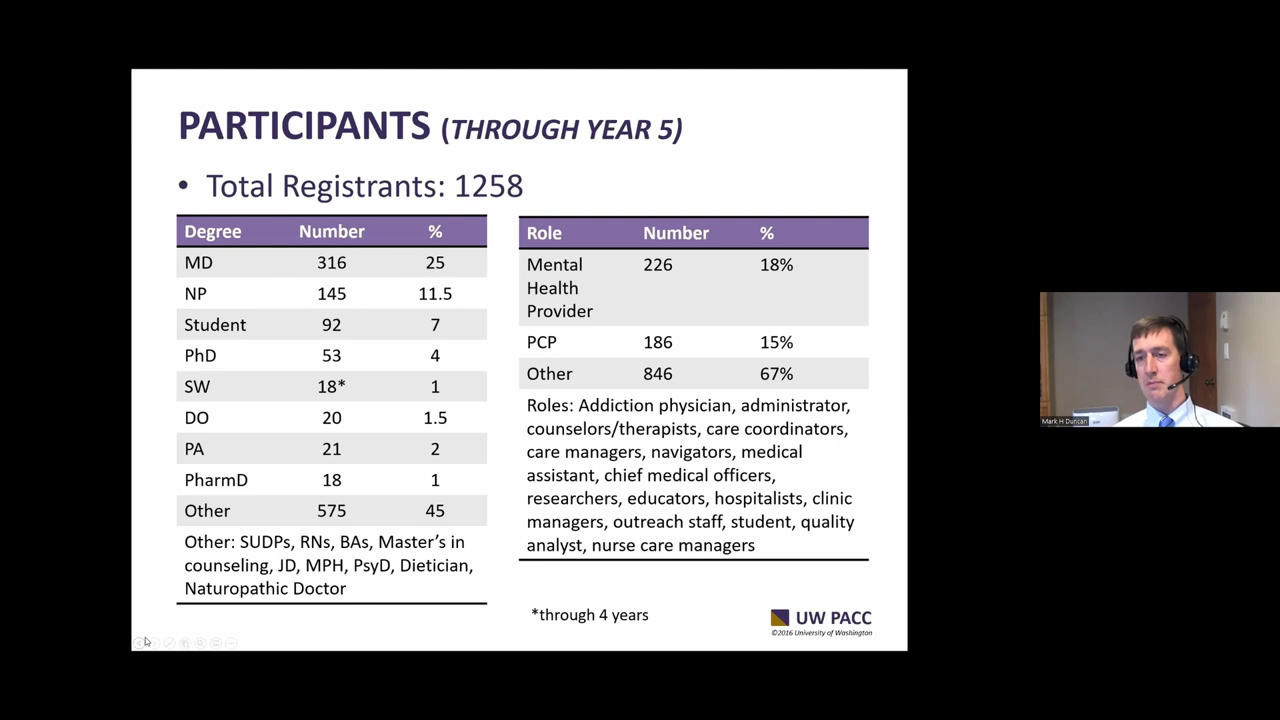 PARTICIPANTS (THROUGH YEAR 5)
• Total Registrants: 1258
Degree Number %
MD 316 25
NP 145 11.5
Student 92 7
PhD 53 4
SW 18* 1
DO 20 1.5
PA 21 2
PharmD 18 1
Other 575 45
Other: SUDPs, RNs, BAs, Master's in
counseling, JD, MPH, PsyD, Dietician,
Naturopathic Doctor
Role Number %
Mental
Health
Provider 226 18%
PCP 186 15%
Other 846 67%
Roles: Addiction physician, administrator,
counselors/therapists, care coordinators,
care managers, navigators, medical
assistant, chief medical officers,
researchers, educators, hospitalists, clinic
managers, outreach staff, student, quality
analyst, nurse care managers
*through 4 years
UW PACC
©2016 University of Washington
Mark H Duncan